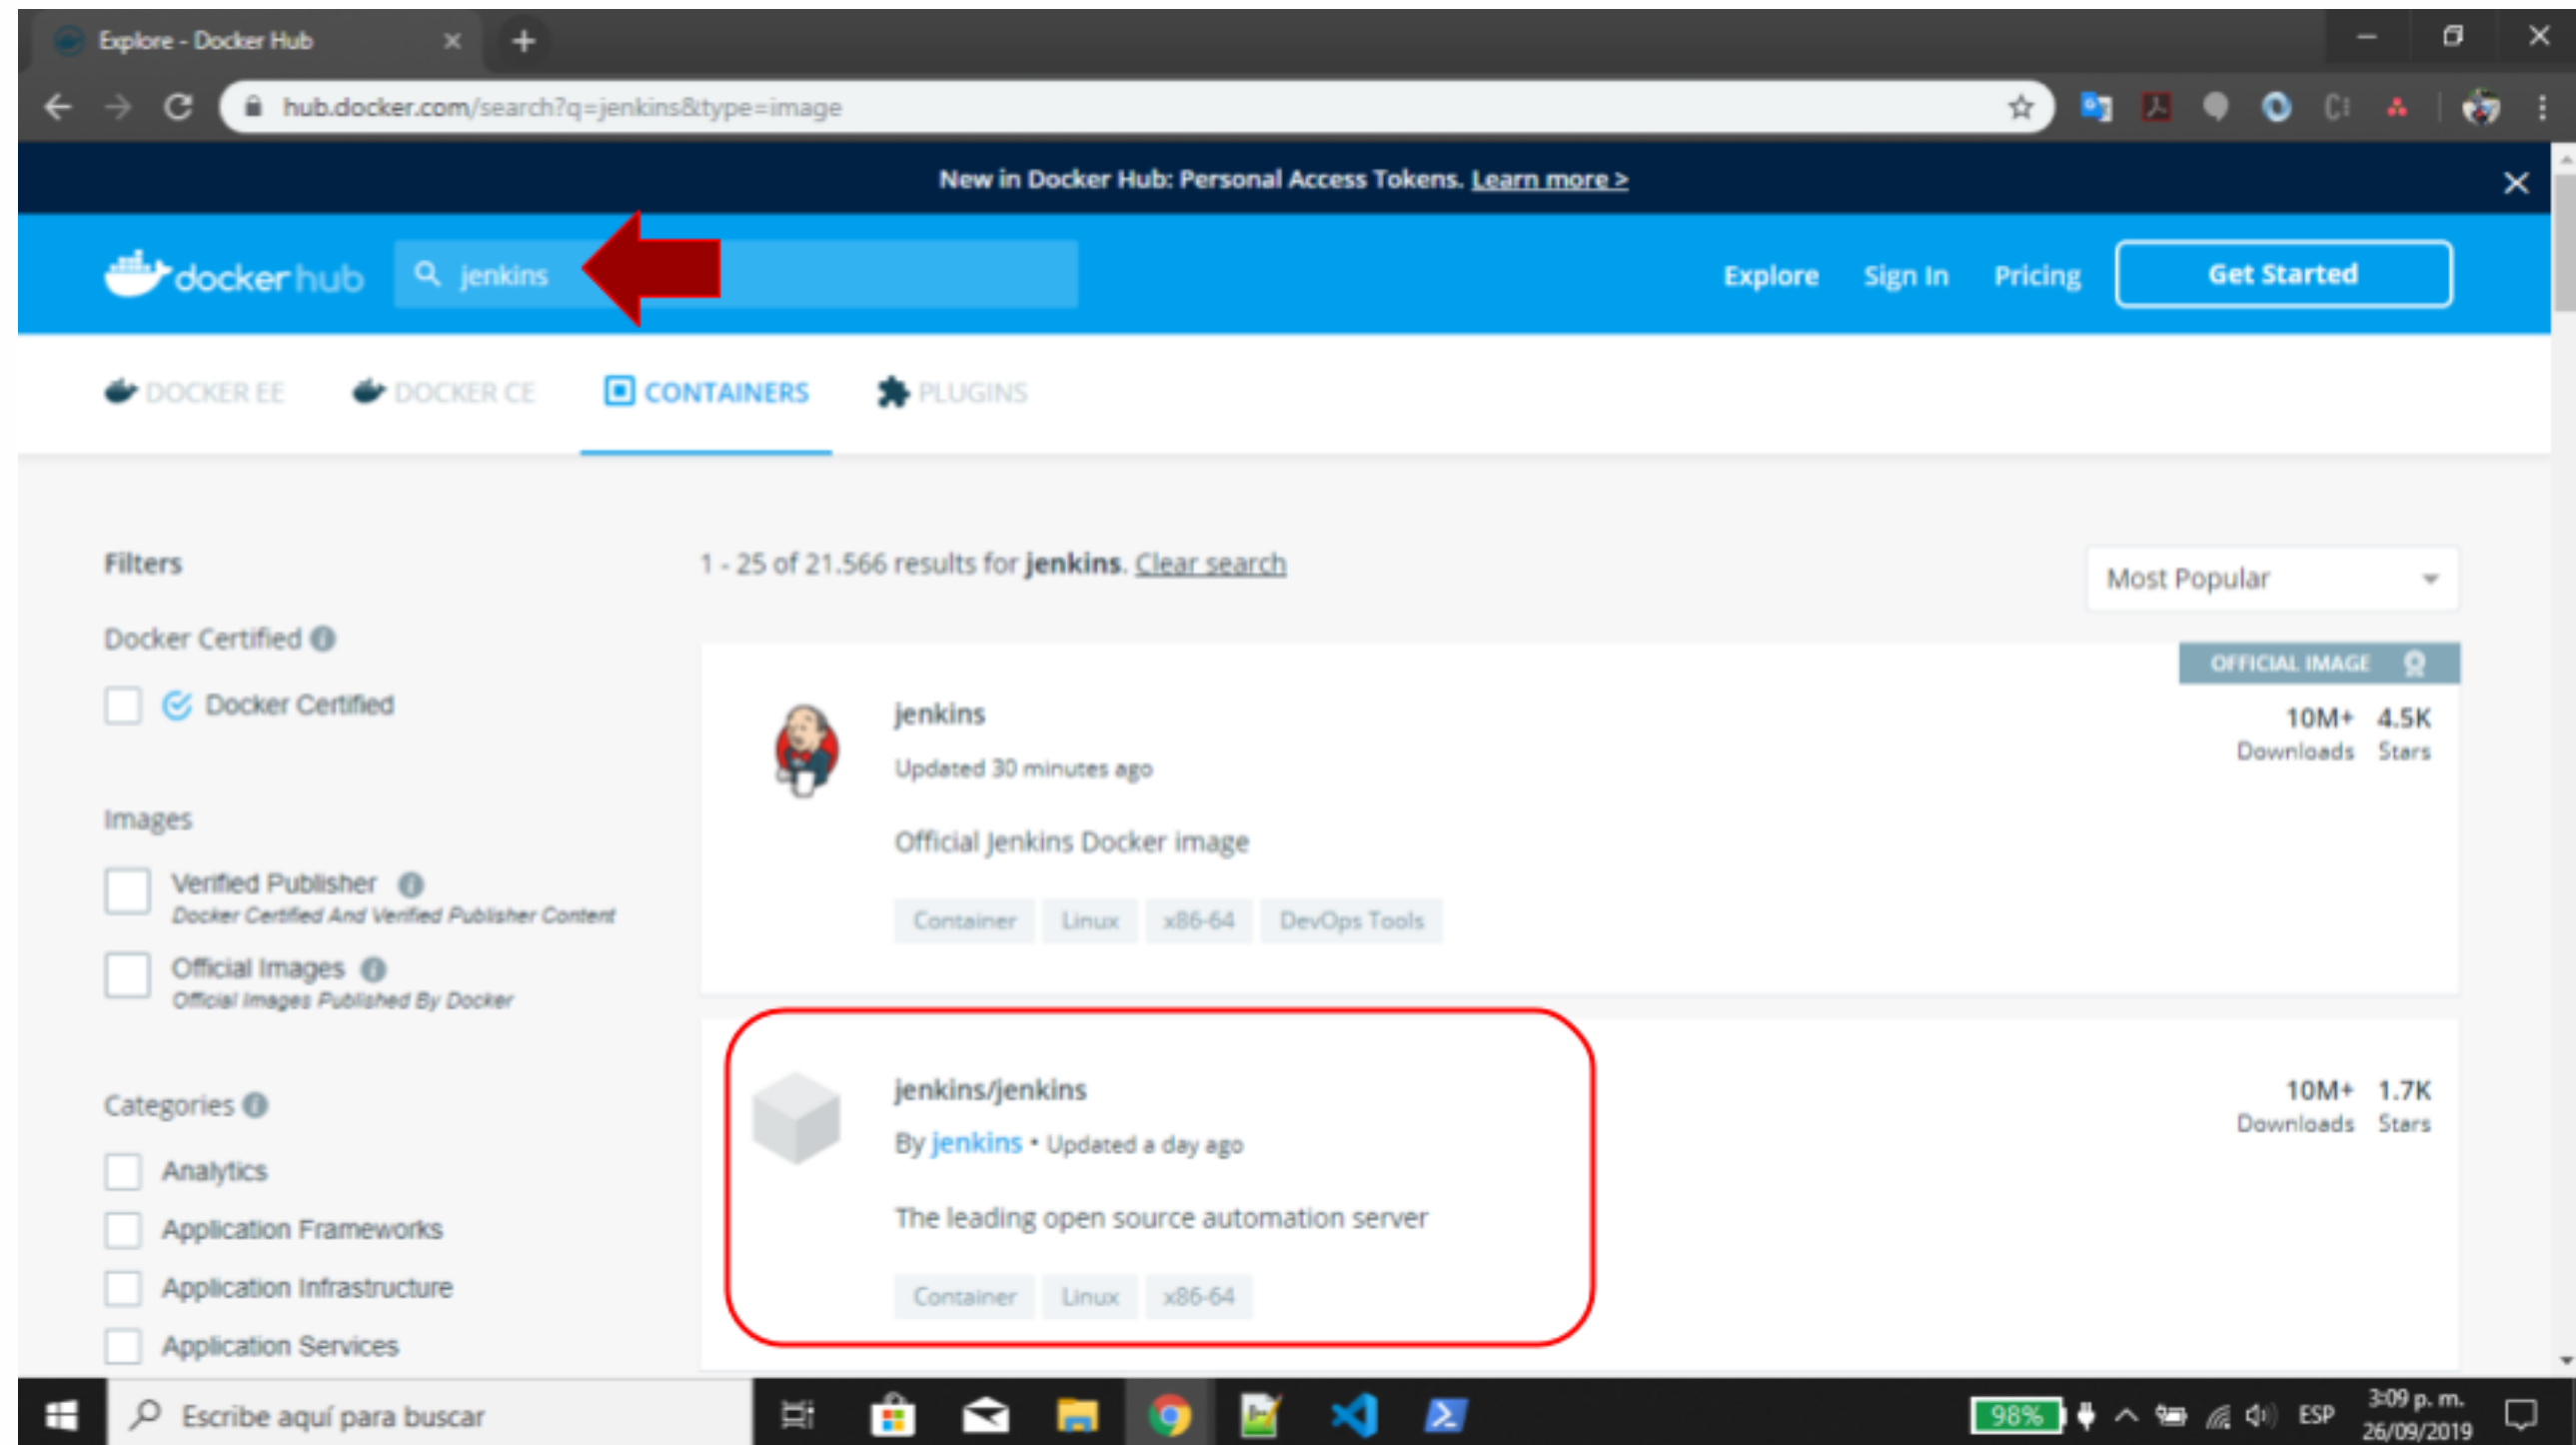 Explore - Docker Hub
hub.docker.com/search?q=jenkins&type=image
New in Docker Hub: Personal Access Tokens. Learn more >
docker hub
jenkins
Explore
Sign In
Pricing
Get Started
DOCKER EE
DOCKER CE
CONTAINERS
PLUGINS
Filters
1 - 25 of 21.566 results for jenkins. Clear search
Most Popular
Docker Certified
Docker Certified
Images
Verified Publisher
Docker Certified And Verified Publisher Content
Official Images
Official Images Published By Docker
Categories
Analytics
Application Frameworks
Application Infrastructure
Application Services
OFFICIAL IMAGE
jenkins
Updated 30 minutes ago
10M+ 4.5K
Downloads Stars
Official Jenkins Docker image
Container Linux x86-64 DevOps Tools
jenkins/jenkins
By jenkins • Updated a day ago
10M+ 1.7K
Downloads Stars
The leading open source automation server
Container Linux x86-64
Escribe aquí para buscar
98%
ESP
3:09 p. m.
26/09/2019